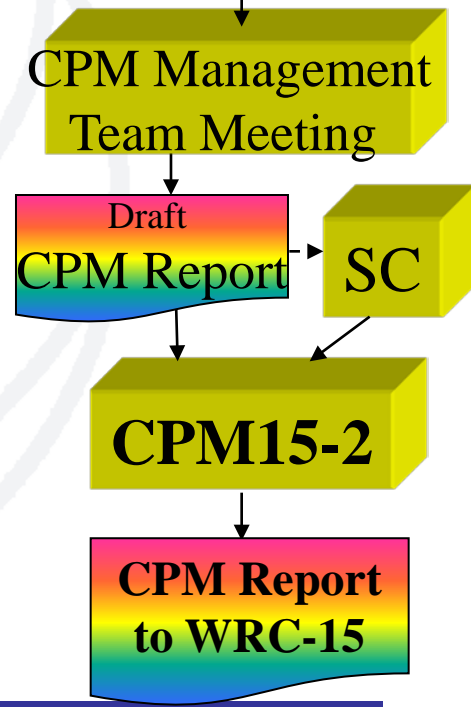 CPM Management
Team Meeting
Draft
CPM Report
SC
CPM15-2
CPM Report
to WRC-15